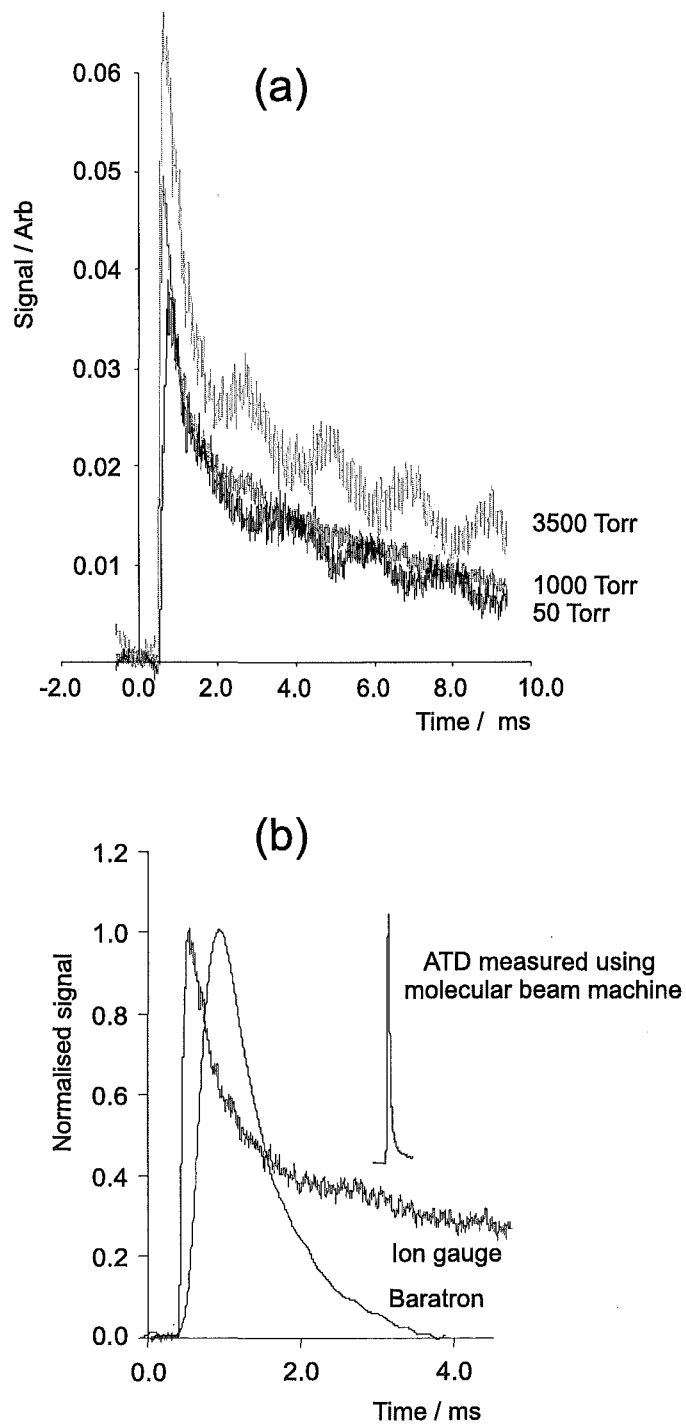 (a)
0.06
0.05
0.04
0.03
0.02
0.01
Signal / Arb
3500 Torr
1000 Torr
50 Torr
-2.0 0.0 2.0 4.0 6.0 8.0 10.0
Time / ms
(b)
1.2
1.0
0.8
0.6
0.4
0.2
0.0
Normalised signal
ATD measured using
molecular beam machine
Ion gauge
Baratron
0.0 2.0 4.0
Time / ms